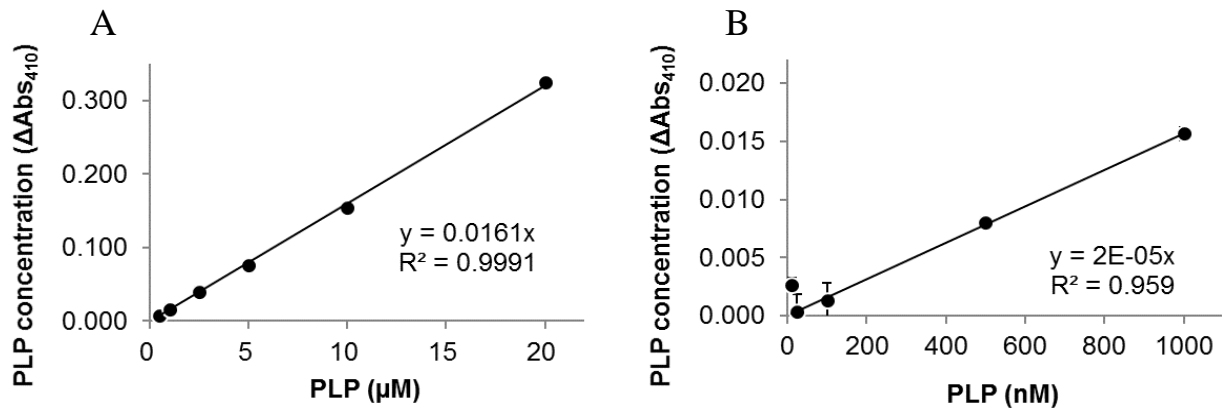 A
PLP concentration (ΔAbs₄₁₀)
0.300
0.200
0.100
0.000
y = 0.0161x
R² = 0.9991
0 5 10 15 20
PLP (µM)
B
PLP concentration (ΔAbs₄₁₀)
0.020
0.015
0.010
0.005
0.000
y = 2E-05x
R² = 0.959
0 200 400 600 800 1000
PLP (nM)